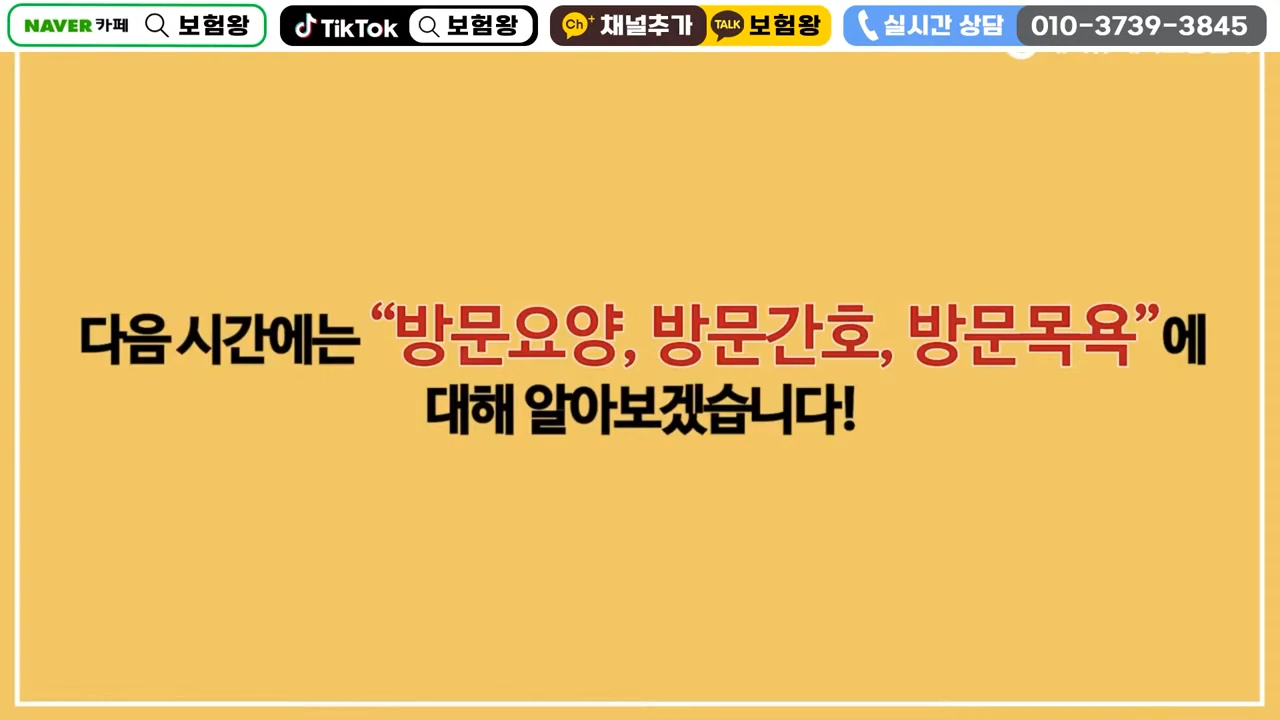 NAVER 카페 보험왕 TikTok 보험왕 Ch+ 채널추가 TALK 보험왕 실시간 상담 010-3739-3845
다음 시간에는 “방문요양, 방문간호, 방문목욕”에
대해 알아보겠습니다!